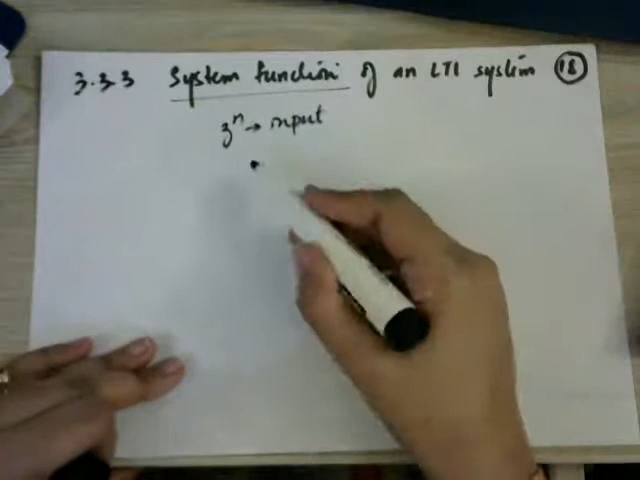 3.3.3 System function of an LTI system 18
z^n → input